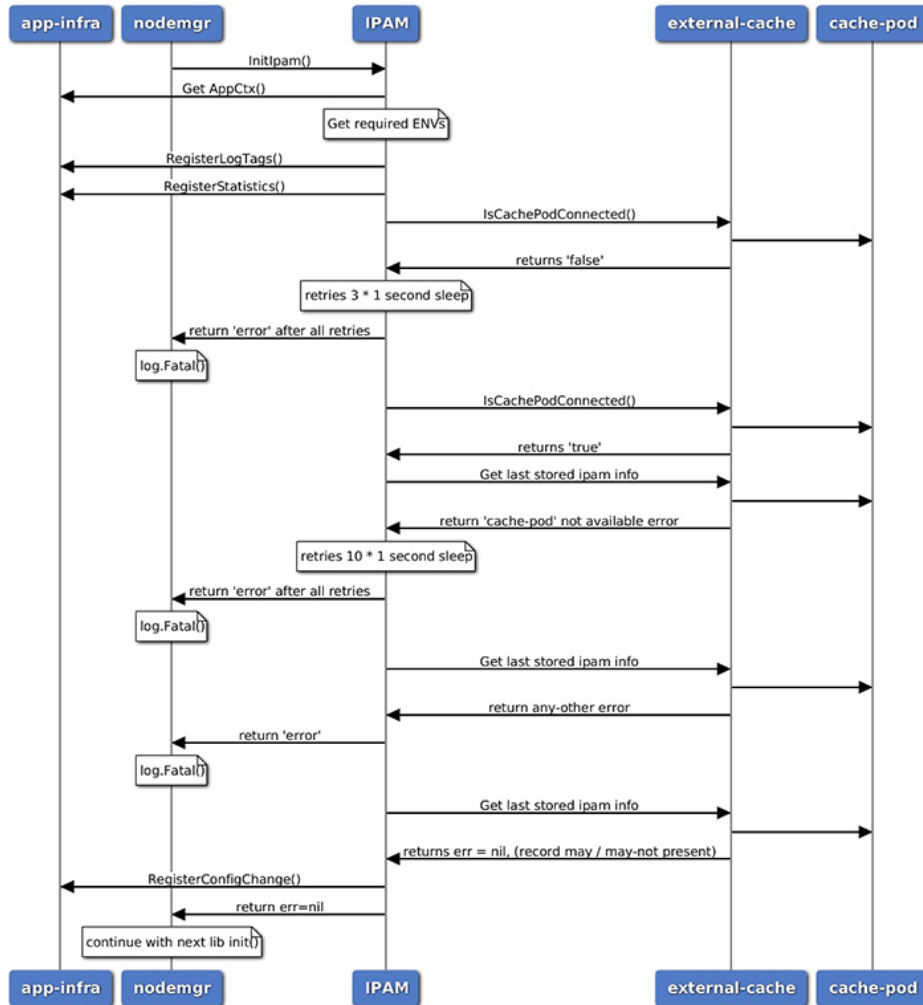 app-infra nodemgr IPAM external-cache cache-pod
InitIpam()
Get AppCtx()
Get required ENVs
RegisterLogTags()
RegisterStatistics()
IsCachePodConnected()
returns 'false'
retries 3 * 1 second sleep
return 'error' after all retries
log.Fatal()
IsCachePodConnected()
returns 'true'
Get last stored ipam info
return 'cache-pod' not available error
retries 10 * 1 second sleep
return 'error' after all retries
log.Fatal()
Get last stored ipam info
return any-other error
return 'error'
log.Fatal()
Get last stored ipam info
returns err = nil, (record may / may-not present)
RegisterConfigChange()
return err=nil
continue with next lib init()
app-infra nodemgr IPAM external-cache cache-pod